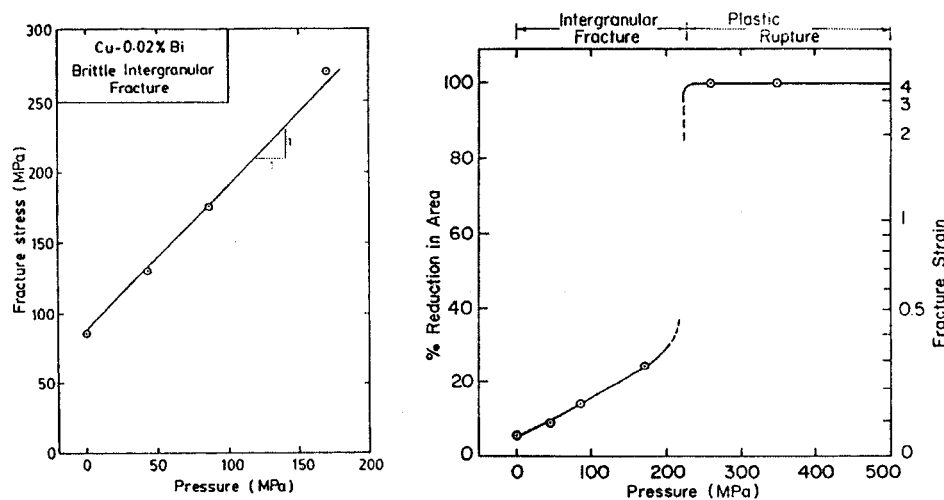 Cu-0.02% Bi
Brittle Intergranular
Fracture
300
250
200
150
100
50
0
Fracture stress (MPa)
1
1
0
50
100
150
200
Pressure (MPa)
Intergranular
Fracture
Plastic
Rupture
100
80
60
40
20
0
% Reduction in Area
4
3
2
1
0.5
0
Fracture Strain
0
100
200
300
400
500
Pressure (MPa)